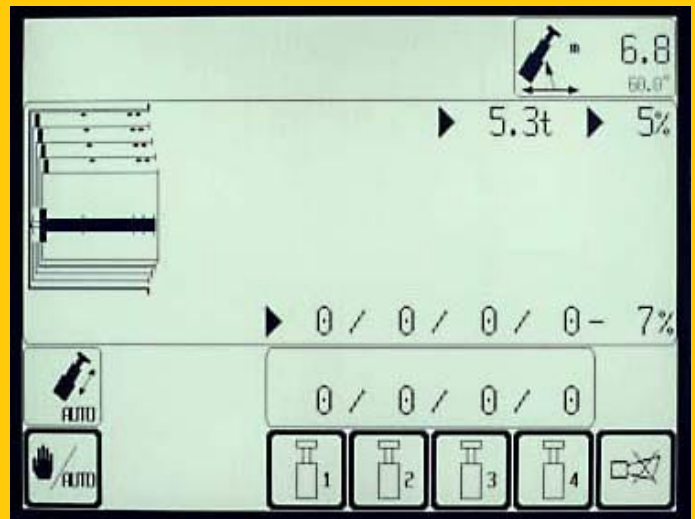 m 6.8
60.0°
5.3t 5%
0 / 0 / 0 / 0 - 7%
AUTO
0 / 0 / 0 / 0
/AUTO 1 2 3 4